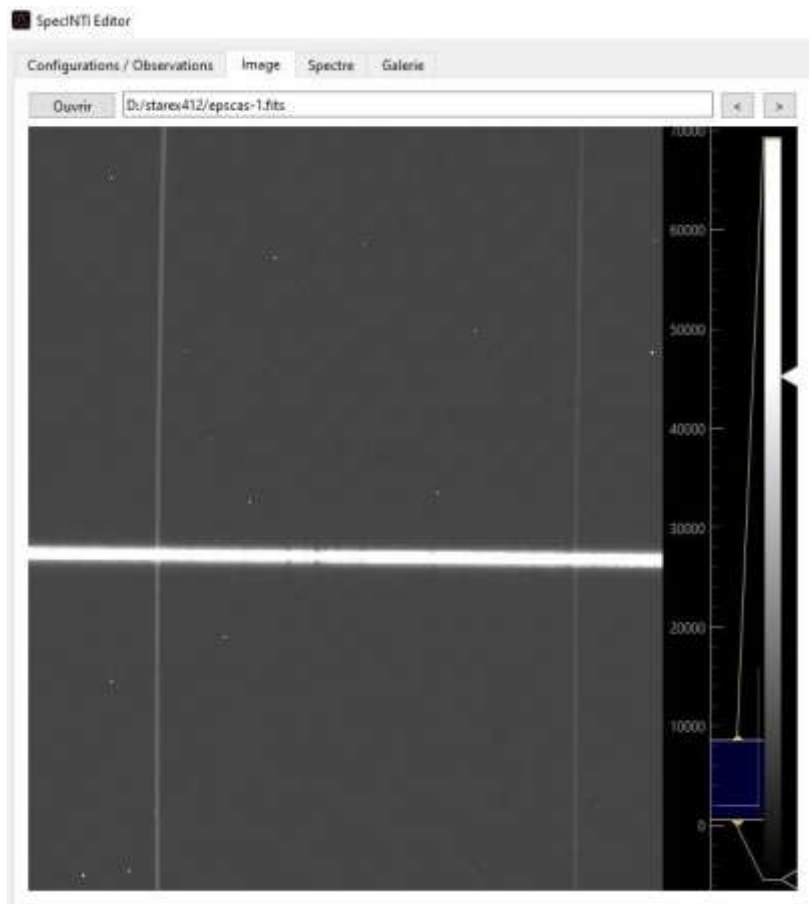 SpecINTI Editor
Configurations / Observations Image Spectre Galerie
Ouvrir D:/starex412/epscas-1.fits < >
70000
60000
50000
40000
30000
20000
10000
0